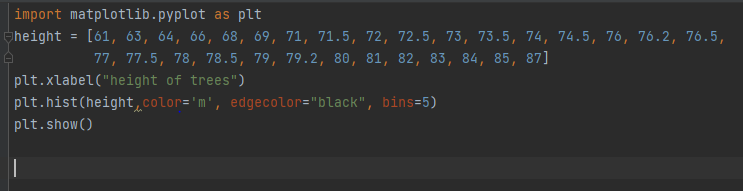 import matplotlib.pyplot as plt
height = [61, 63, 64, 66, 68, 69, 71, 71.5, 72, 72.5, 73, 73.5, 74, 74.5, 76, 76.2, 76.5,
77, 77.5, 78, 78.5, 79, 79.2, 80, 81, 82, 83, 84, 85, 87]
plt.xlabel("height of trees")
plt.hist(height,color='m', edgecolor="black", bins=5)
plt.show()